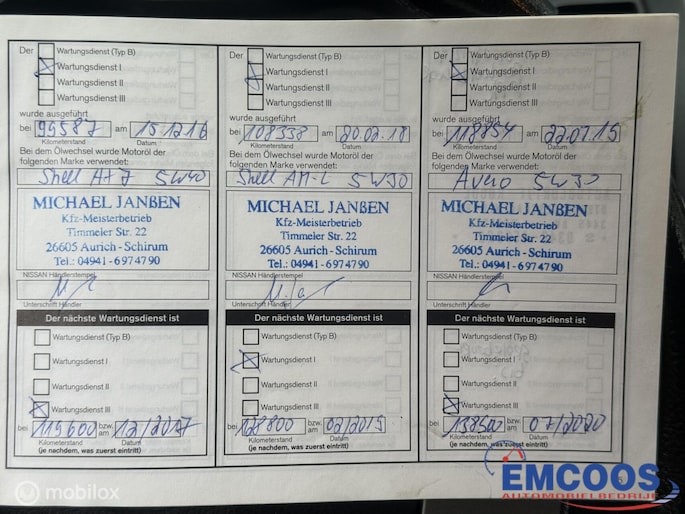 Der Wartungsdienst (Typ B)
Wartungsdienst I
Wartungsdienst II
Wartungsdienst III
wurde ausgeführt
bei 99587 am 15.12.16
Kilometerstand Datum
Bei dem Ölwechsel wurde Motoröl der
folgenden Marke verwendet:
Shell 5W40
MICHAEL JANßEN
Kfz-Meisterbetrieb
Timmeler Str. 22
26605 Aurich - Schirum
Tel.: 04941 - 6974790
NISSAN Händlerstempel
Unterschrift Händler
Der nächste Wartungsdienst ist
Wartungsdienst (Typ B)
Wartungsdienst I
Wartungsdienst II
Wartungsdienst III
bei 119600 bzw. am 12/2017
Kilometerstand Datum
(je nachdem, was zuerst eintritt)
Der Wartungsdienst (Typ B)
Wartungsdienst I
Wartungsdienst II
Wartungsdienst III
wurde ausgeführt
bei 108538 am 20.02.18
Kilometerstand Datum
Bei dem Ölwechsel wurde Motoröl der
folgenden Marke verwendet:
Shell 5W30
MICHAEL JANßEN
Kfz-Meisterbetrieb
Timmeler Str. 22
26605 Aurich - Schirum
Tel.: 04941 - 6974790
NISSAN Händlerstempel
Unterschrift Händler
Der nächste Wartungsdienst ist
Wartungsdienst (Typ B)
Wartungsdienst I
Wartungsdienst II
Wartungsdienst III
bei 128800 bzw. am 02/2019
Kilometerstand Datum
(je nachdem, was zuerst eintritt)
Der Wartungsdienst (Typ B)
Wartungsdienst I
Wartungsdienst II
Wartungsdienst III
wurde ausgeführt
bei 118854 am 22.07.19
Kilometerstand Datum
Bei dem Ölwechsel wurde Motoröl der
folgenden Marke verwendet:
5W30
MICHAEL JANßEN
Kfz-Meisterbetrieb
Timmeler Str. 22
26605 Aurich - Schirum
Tel.: 04941 - 6974790
NISSAN Händlerstempel
Unterschrift Händler
Der nächste Wartungsdienst ist
Wartungsdienst (Typ B)
Wartungsdienst I
Wartungsdienst II
Wartungsdienst III
bei 138500 bzw. am 07/2020
Kilometerstand Datum
(je nachdem, was zuerst eintritt)
mobilox
EMCOOS
AUTOMOBIELBEDRIJF